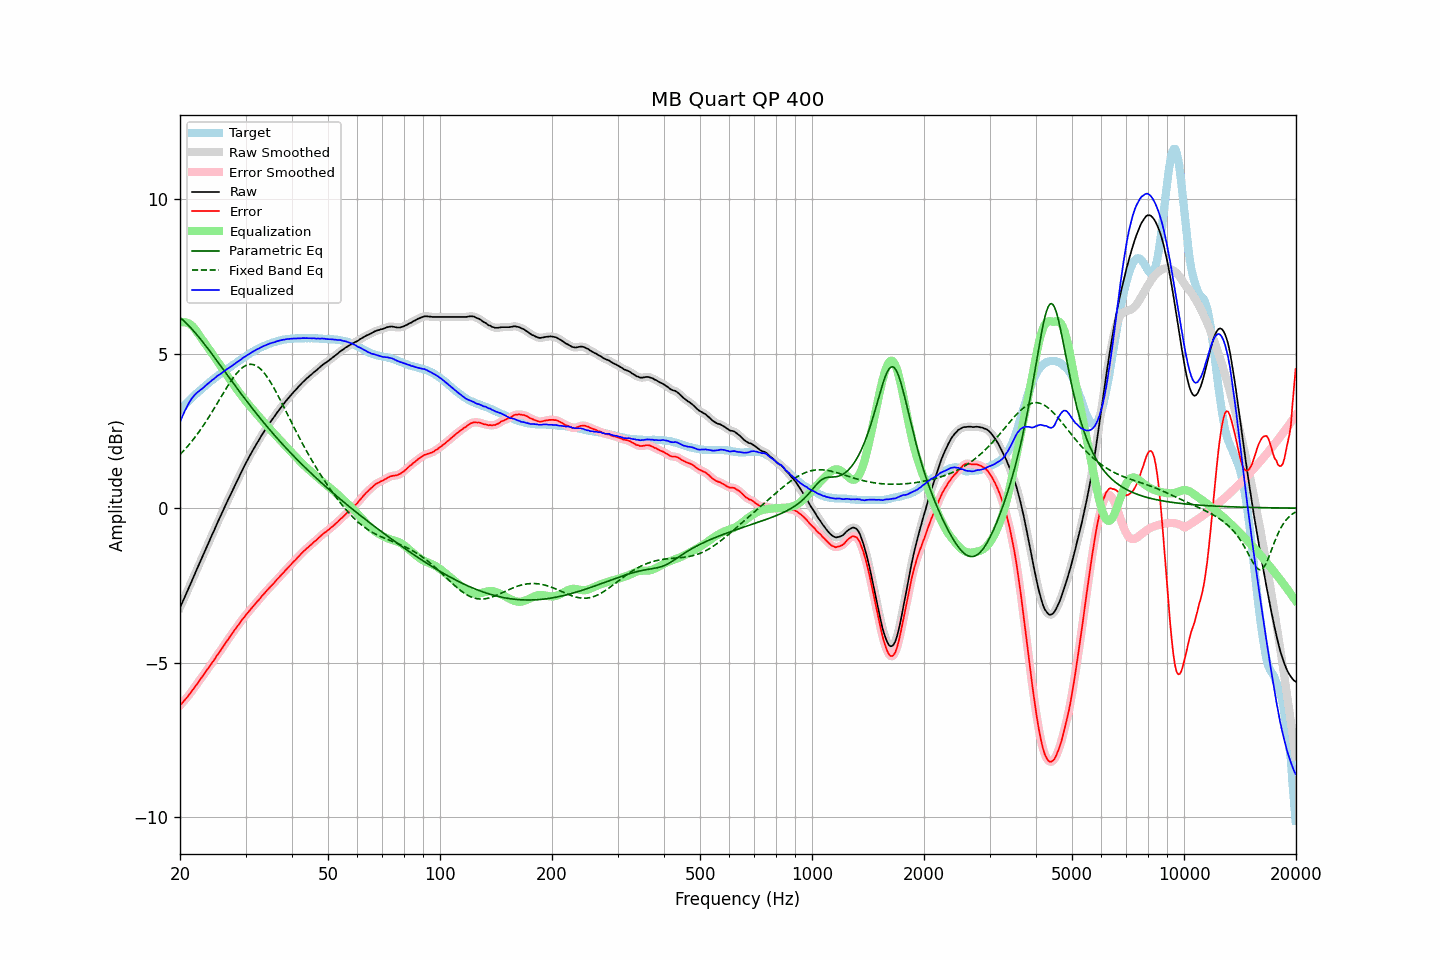 MB Quart QP 400
Target
Raw Smoothed
Error Smoothed
Raw
Error
Equalization
Parametric Eq
Fixed Band Eq
Equalized
10
5
0
−5
−10
Amplitude (dBr)
20 50 100 200 500 1000 2000 5000 10000 20000
Frequency (Hz)